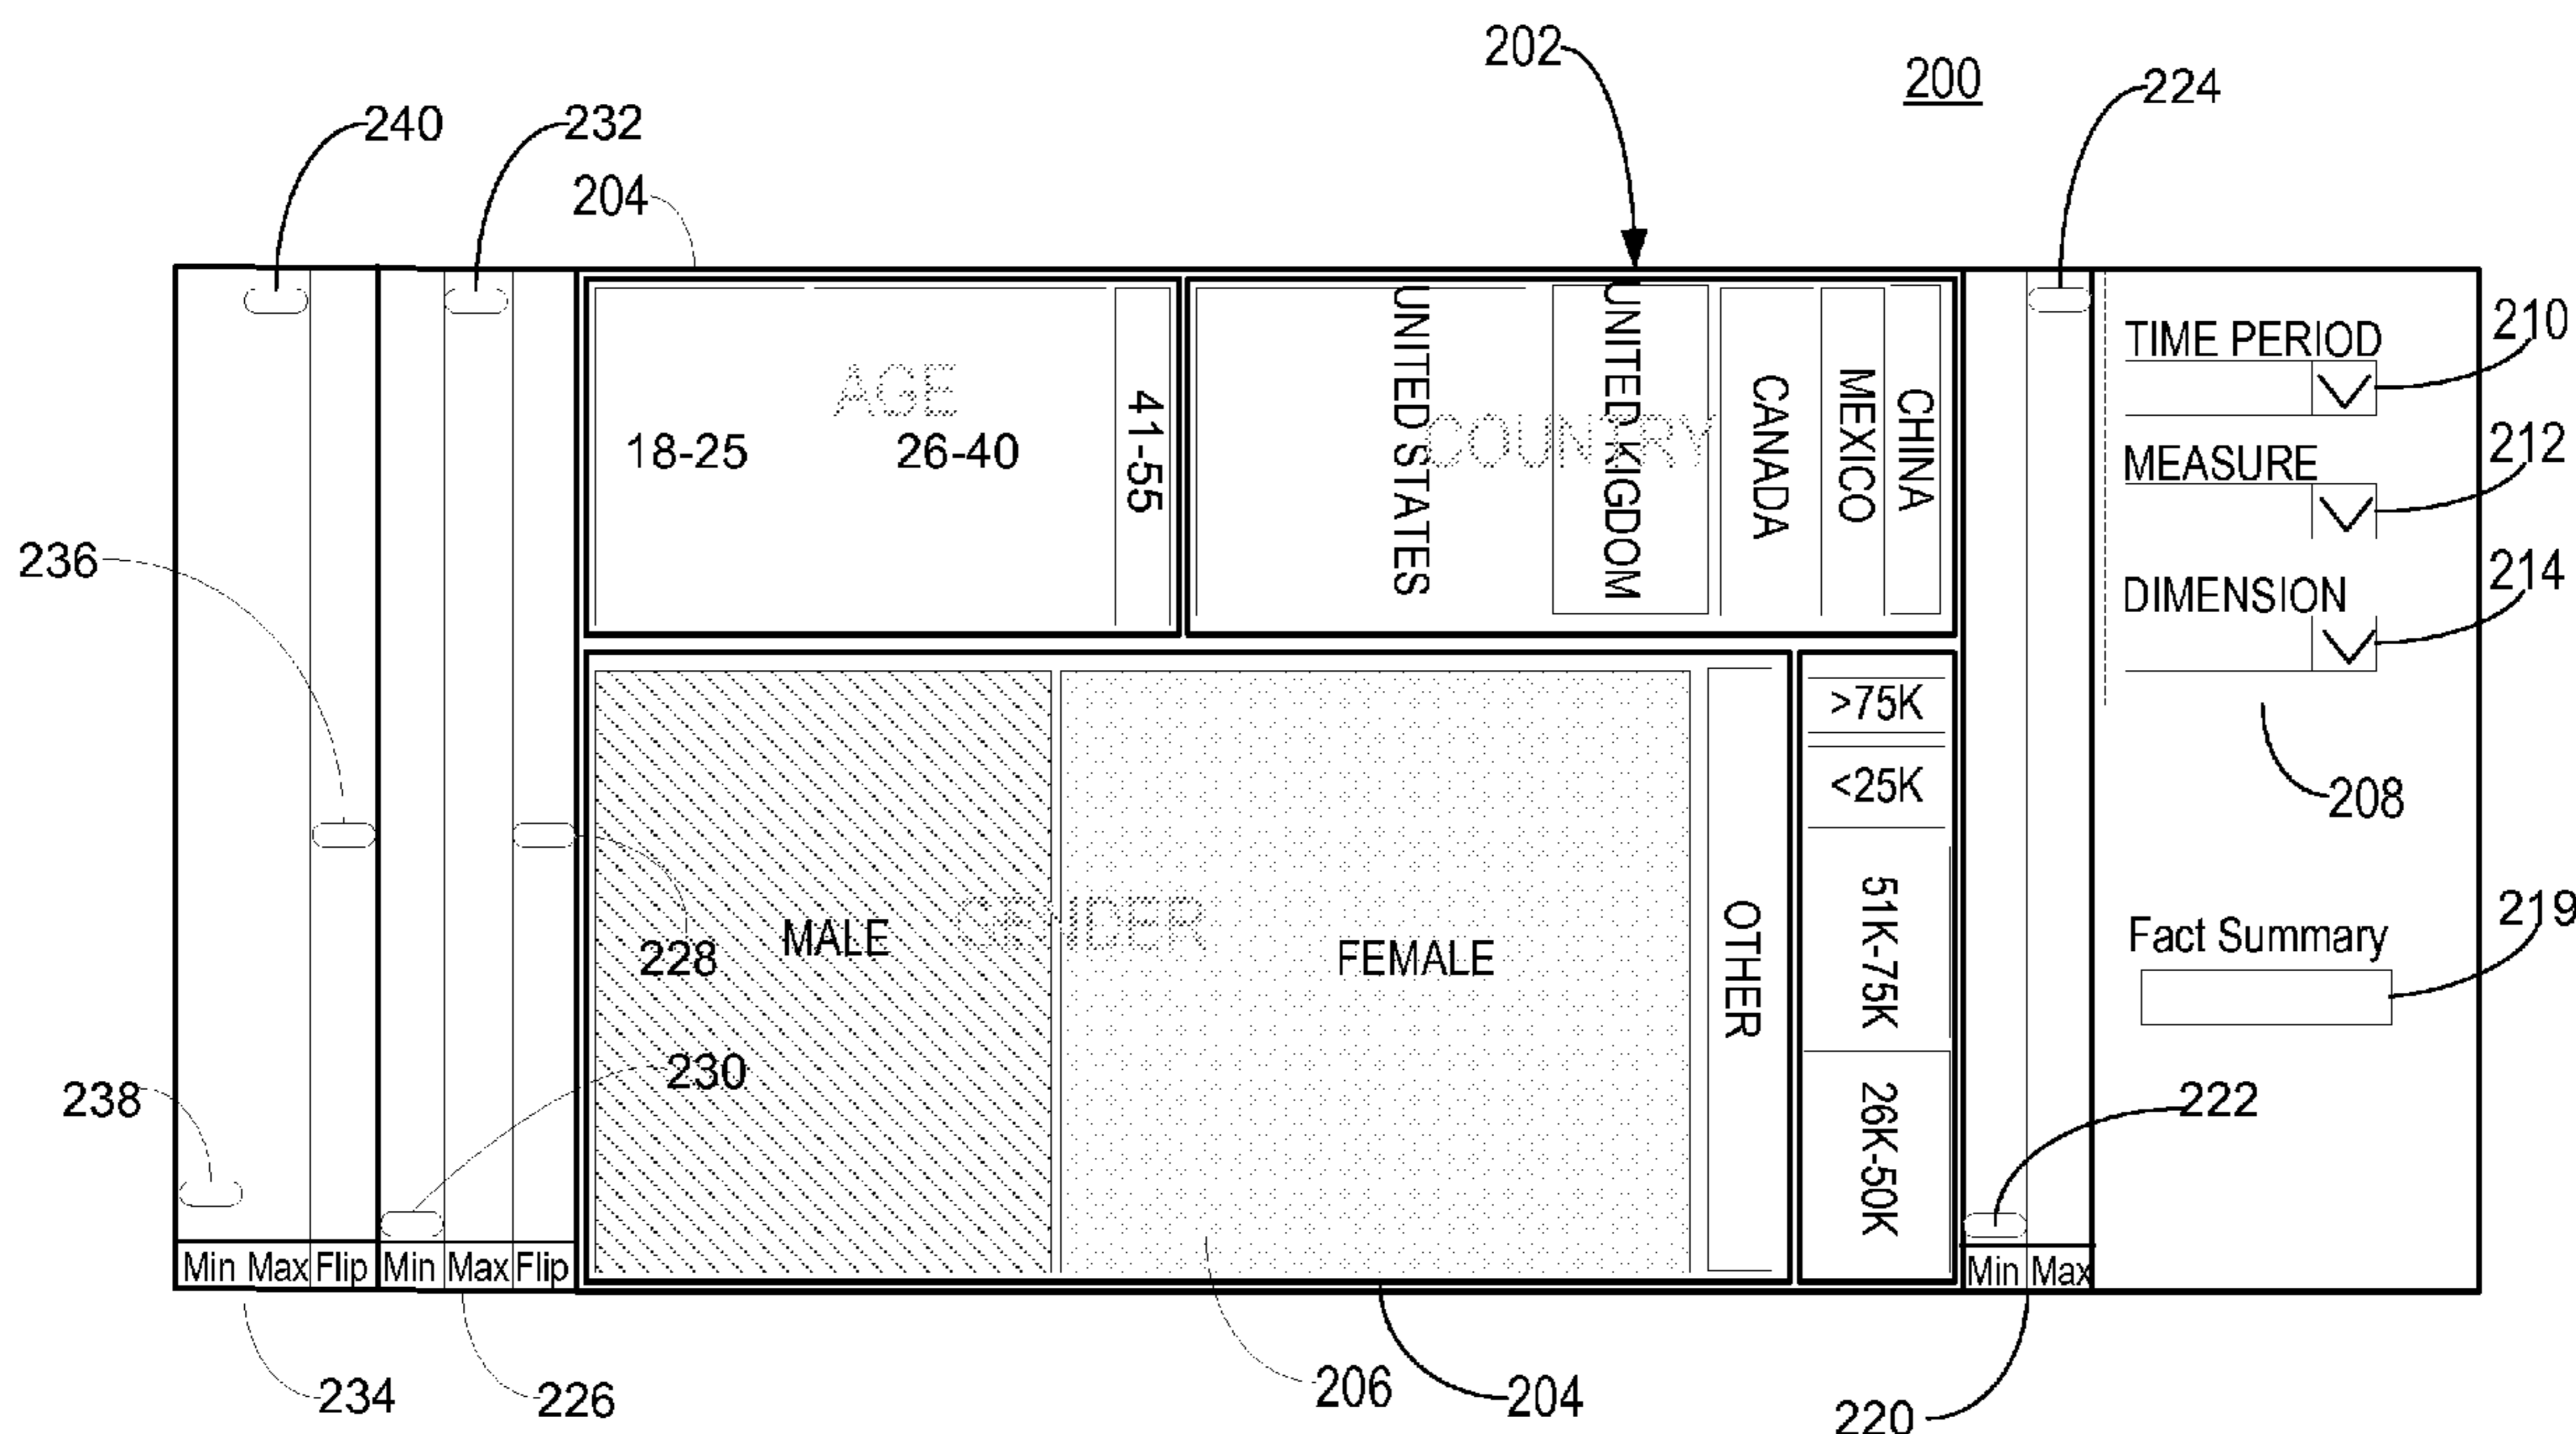 202
200
224
240
232
204
TIME PERIOD
210
AGE
18-25
26-40
41-55
UNITED STATES
UNITED KIGDOM
COUNTRY
CANADA
MEXICO
CHINA
MEASURE
212
236
DIMENSION
214
208
>75K
<25K
51K-75K
26K-50K
MALE
GENDER
FEMALE
OTHER
228
230
Fact Summary
219
238
222
Min Max Flip Min Max Flip
Min Max
234
226
206
204
220